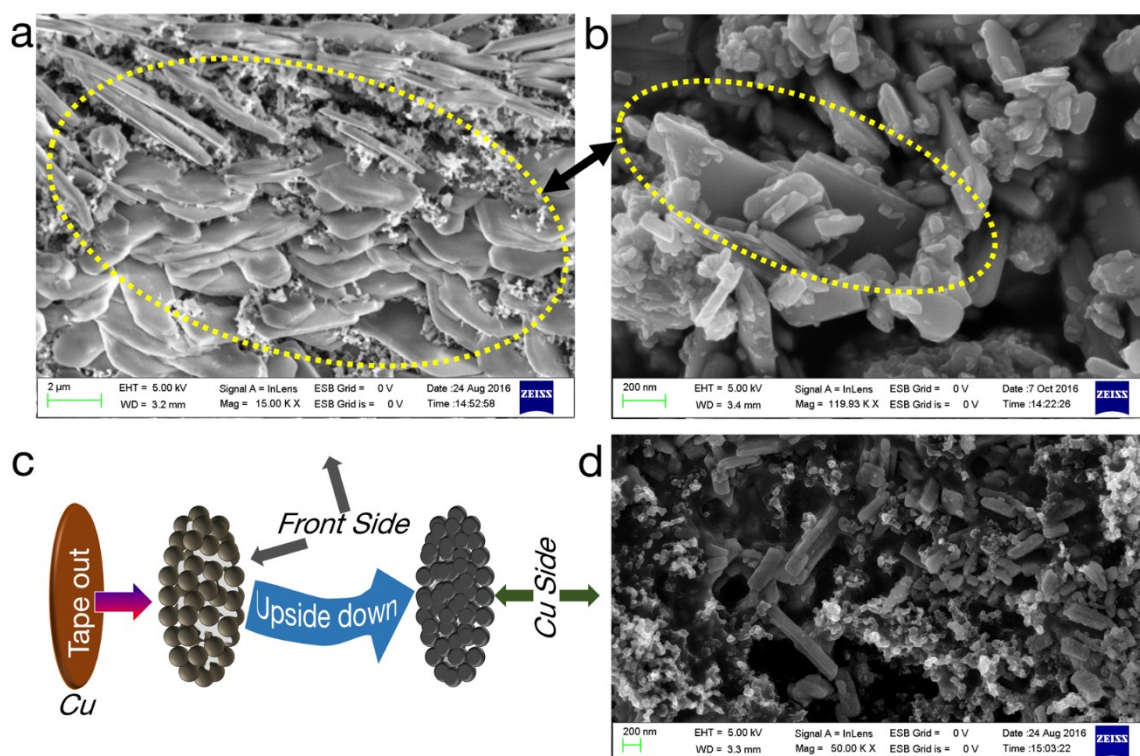 a
2 µm
EHT = 5.00 kV
WD = 3.2 mm
Signal A = InLens
Mag = 15.00 K X
ESB Grid = 0 V
ESB Grid is = 0 V
Date :24 Aug 2016
Time :14:52:58
ZEISS
b
200 nm
EHT = 5.00 kV
WD = 3.4 mm
Signal A = InLens
Mag = 119.93 K X
ESB Grid = 0 V
ESB Grid is = 0 V
Date :7 Oct 2016
Time :14:22:26
ZEISS
c
Tape out
Cu
Front Side
Upside down
Cu Side
d
200 nm
EHT = 5.00 kV
WD = 3.3 mm
Signal A = InLens
Mag = 50.00 K X
ESB Grid = 0 V
ESB Grid is = 0 V
Date :24 Aug 2016
Time :15:03:22
ZEISS